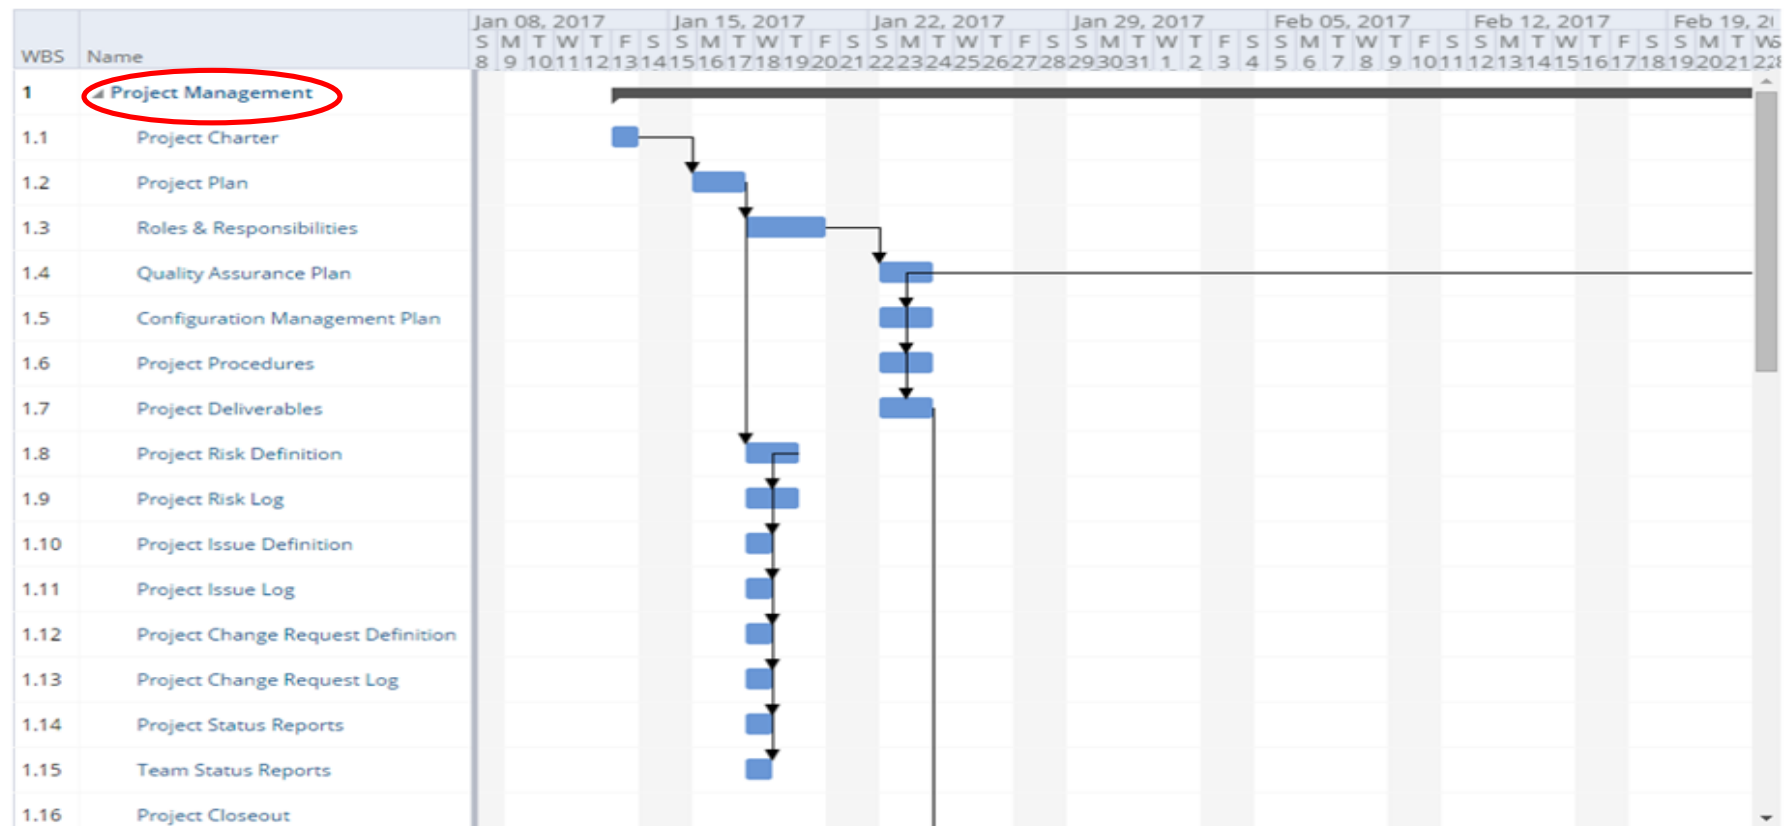 Jan 08, 2017 Jan 15, 2017 Jan 22, 2017 Jan 29, 2017 Feb 05, 2017 Feb 12, 2017 Feb 19, 2
S M T W T F S S M T W T F S S M T W T F S S M T W T F S S M T W T F S S M T W T F S S M T W
WBS Name
8 9 10 11 12 13 14 15 16 17 18 19 20 21 22 23 24 25 26 27 28 29 30 31 1 2 3 4 5 6 7 8 9 10 11 12 13 14 15 16 17 18 19 20 21 22
1 Project Management
1.1 Project Charter
1.2 Project Plan
1.3 Roles & Responsibilities
1.4 Quality Assurance Plan
1.5 Configuration Management Plan
1.6 Project Procedures
1.7 Project Deliverables
1.8 Project Risk Definition
1.9 Project Risk Log
1.10 Project Issue Definition
1.11 Project Issue Log
1.12 Project Change Request Definition
1.13 Project Change Request Log
1.14 Project Status Reports
1.15 Team Status Reports
1.16 Project Closeout